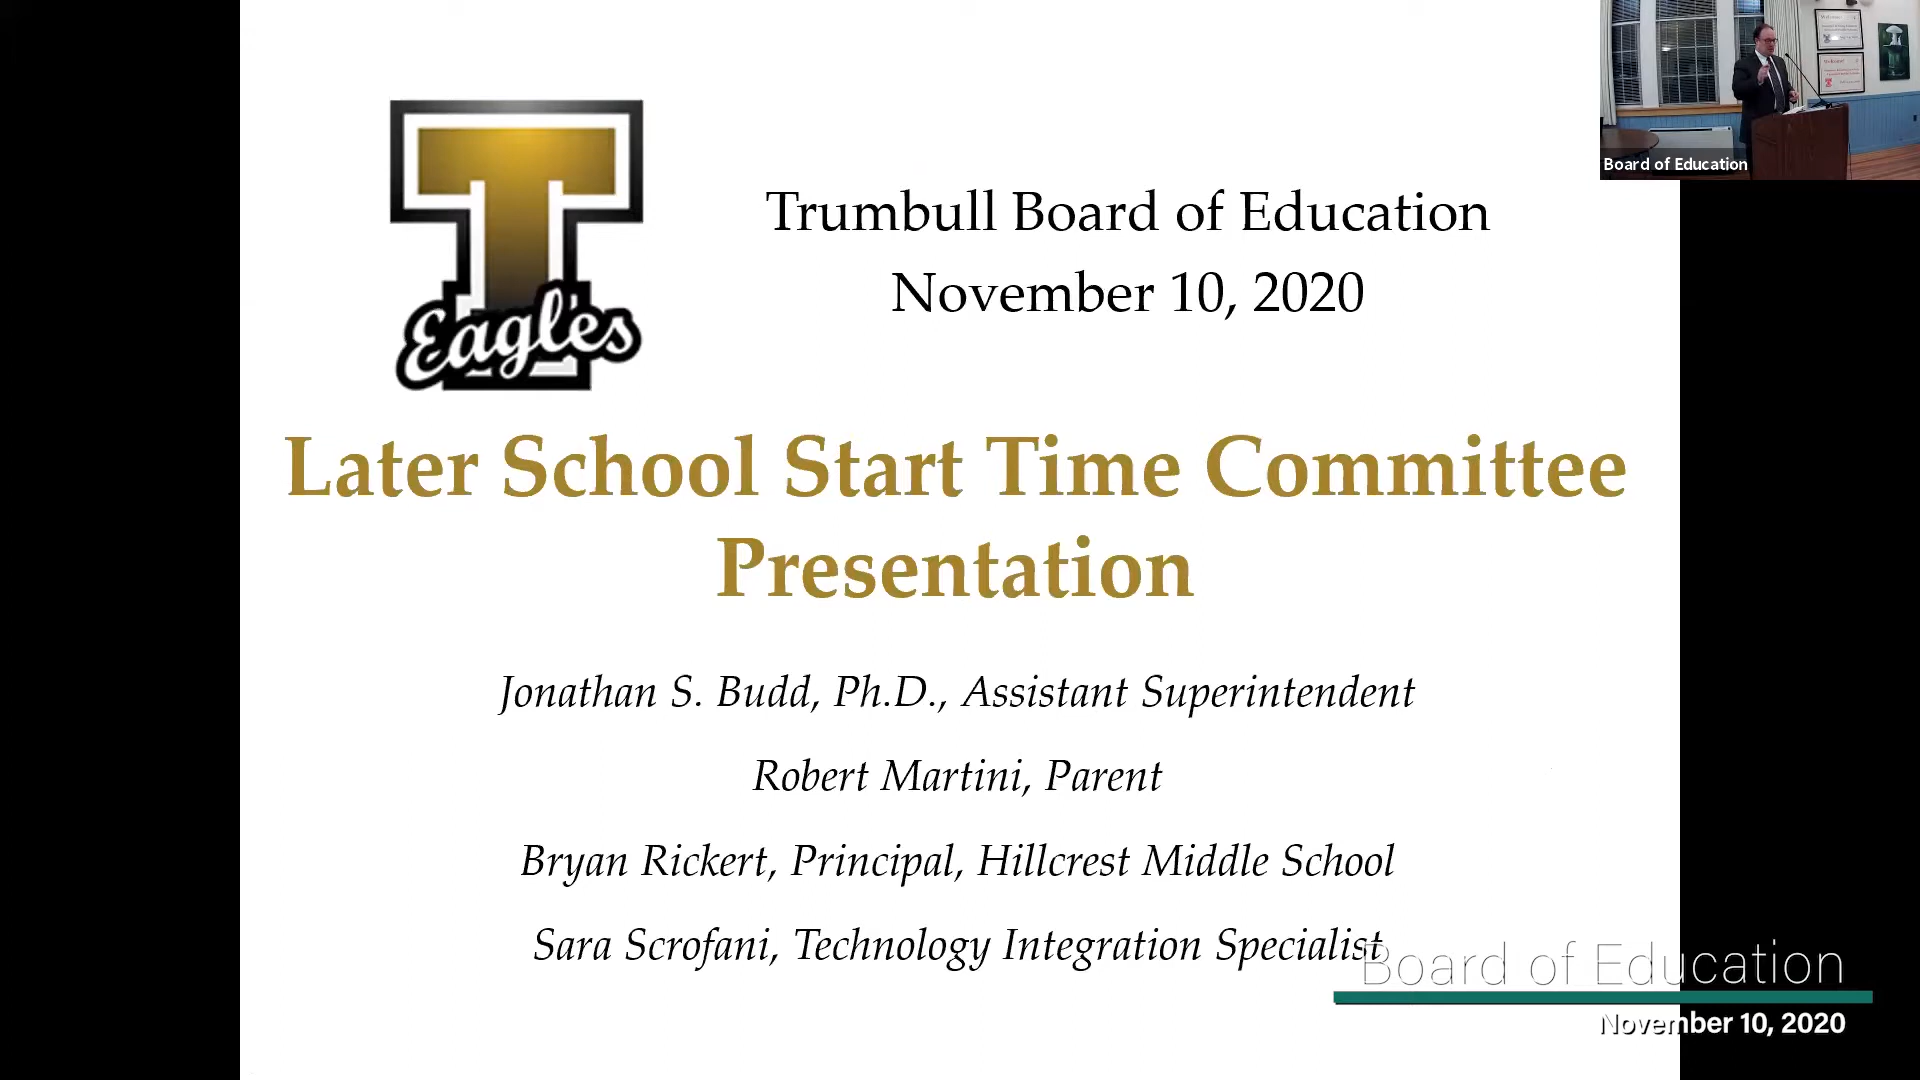 Board of Education
T
Eagles
Trumbull Board of Education
November 10, 2020
Later School Start Time Committee
Presentation
Jonathan S. Budd, Ph.D., Assistant Superintendent
Robert Martini, Parent
Bryan Rickert, Principal, Hillcrest Middle School
Sara Scrofani, Technology Integration Specialist
Board of Education
November 10, 2020